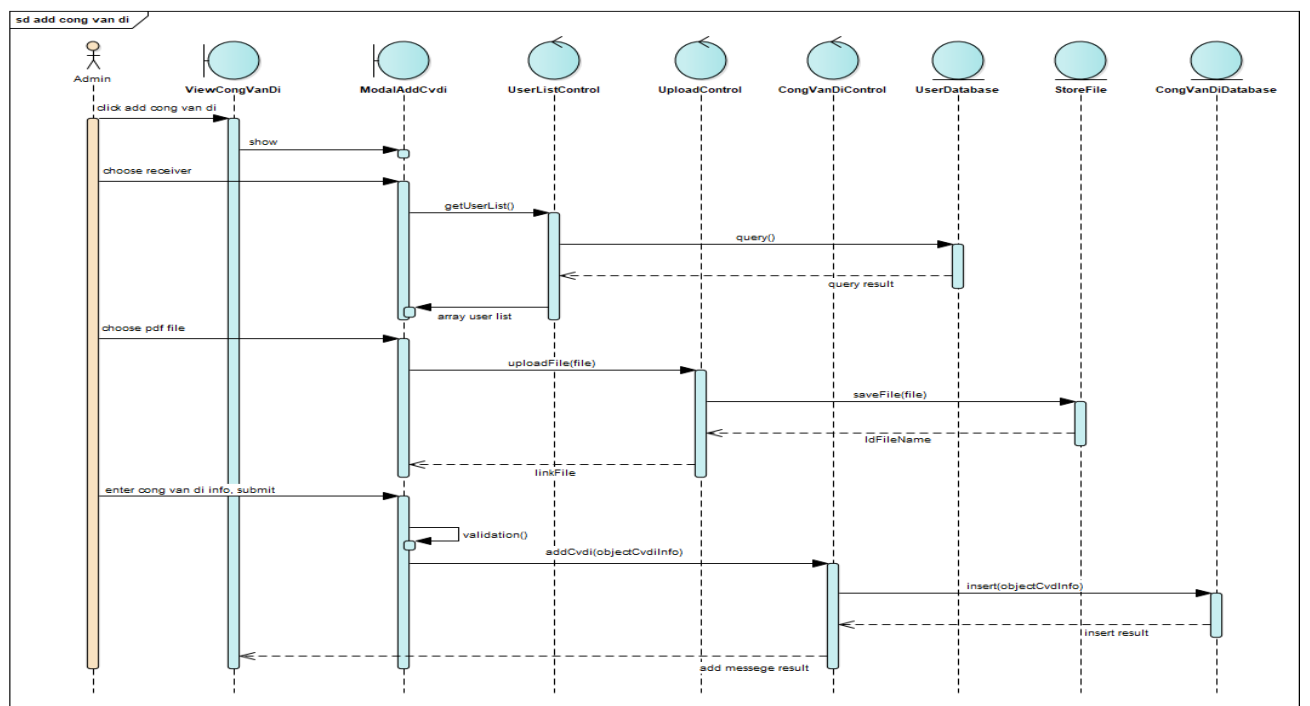 sd add cong van di
Admin
ViewCongVanDi
ModalAddCvdi
UserListControl
UploadControl
CongVanDiControl
UserDatabase
StoreFile
CongVanDiDatabase
click add cong van di
show
choose receiver
getUserList()
query()
query result
array user list
choose pdf file
uploadFile(file)
saveFile(file)
IdFileName
linkFile
enter cong van di info, submit
validation()
addCvdi(objectCvdiInfo)
insert(objectCvdInfo)
insert result
add messege result